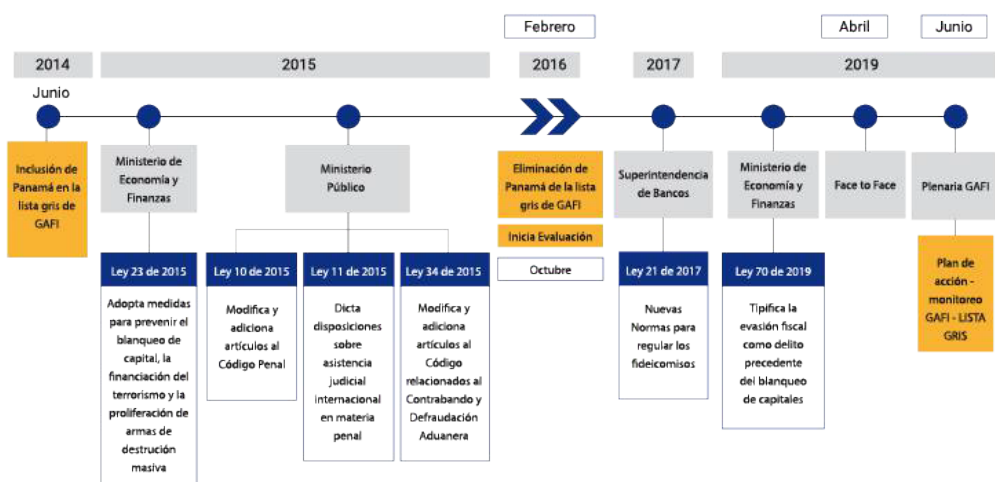 Febrero
Abril
Junio
2014
2015
2016
2017
2019
Junio
Inclusión de
Panamá en la
lista gris de
GAFI
Ministerio de
Economía y
Finanzas
Ley 23 de 2015
Adopta medidas
para prevenir el
blanqueo de
capital, la
financiación del
terrorismo y la
proliferación de
armas de
destrución
masiva
Ministerio
Público
Ley 10 de 2015
Modifica y
adiciona
artículos al
Código Penal
Ley 11 de 2015
Dicta
disposiciones
sobre
asistencia
judicial
internacional
en materia
penal
Ley 34 de 2015
Modifica y
adiciona
artículos al
Código
relacionados al
Contrabando y
Defraudación
Aduanera
Eliminación de
Panamá de la lista
gris de GAFI
Inicia Evaluación
Octubre
Superintendencia
de Bancos
Ley 21 de 2017
Nuevas
Normas para
regular los
fideicomisos
Ministerio de
Economía y
Finanzas
Ley 70 de 2019
Tipifica la
evasión fiscal
como delito
precedente
del blanqueo
de capitales
Face to Face
Plenaria GAFI
Plan de
acción -
monitoreo
GAFI - LISTA
GRIS